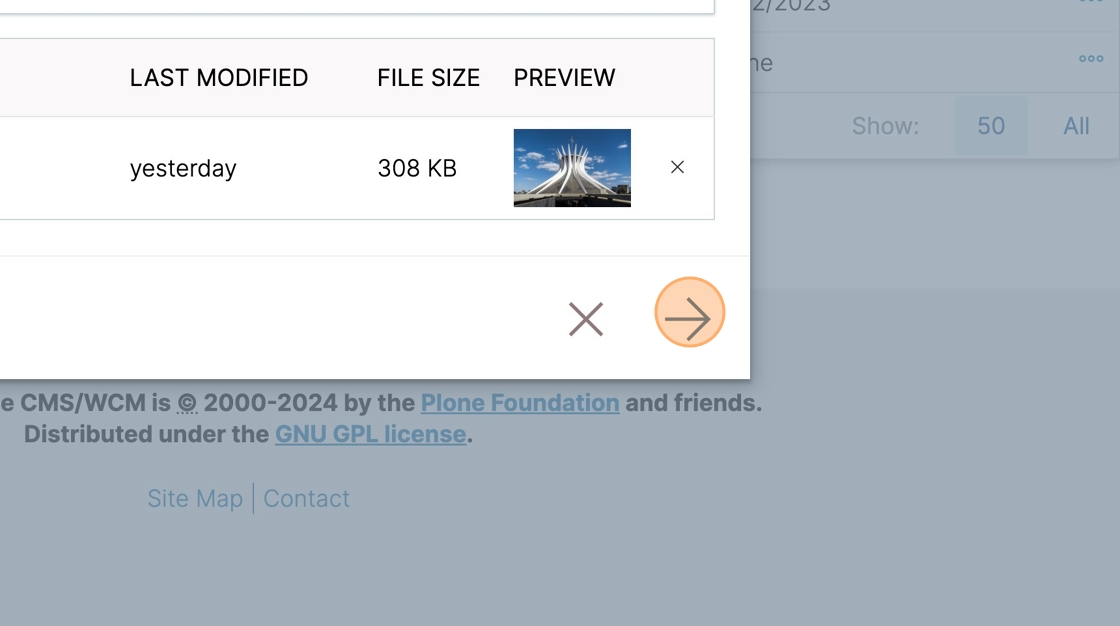 2/2023
LAST MODIFIED FILE SIZE PREVIEW
ne
Show: 50 All
yesterday 308 KB
e CMS/WCM is © 2000-2024 by the Plone Foundation and friends.
Distributed under the GNU GPL license.
Site Map | Contact